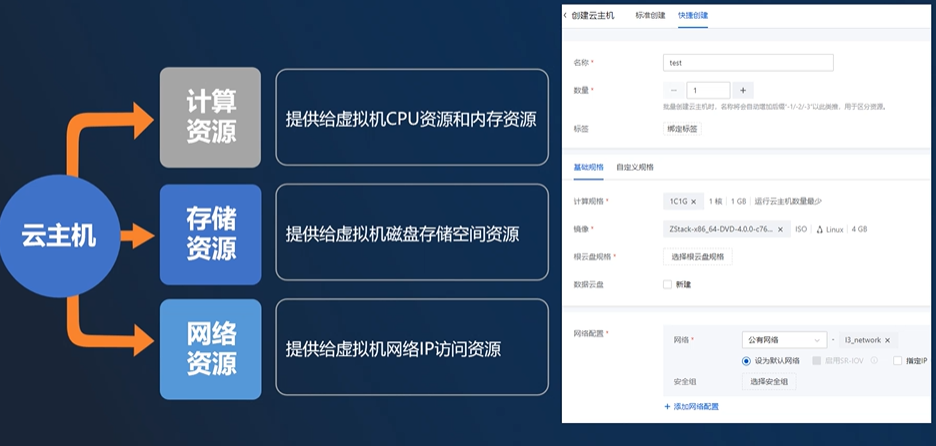 云主机
计算
资源
提供给虚拟机CPU资源和内存资源
存储
资源
提供给虚拟机磁盘存储空间资源
网络
资源
提供给虚拟机网络IP访问资源
创建云主机 标准创建 快捷创建
名称 * test
数量 * − 1 +
批量创建云主机时，名称将会自动增加后缀“-1/-2/-3”以此类推，用于区分资源。
标签 绑定标签
基础规格 自定义规格
计算规格 * 1C1G × 1 核 | 1 GB | 运行云主机数量最少
镜像 * ZStack-x86_64-DVD-4.0.0-c76... × ISO | Linux | 4 GB
根云盘规格 * 选择根云盘规格
数据云盘 新建
网络配置 *
网络 * 公有网络 - l3_network ×
设为默认网络 启用SR-IOV 指定IP
安全组 选择安全组
+ 添加网络配置